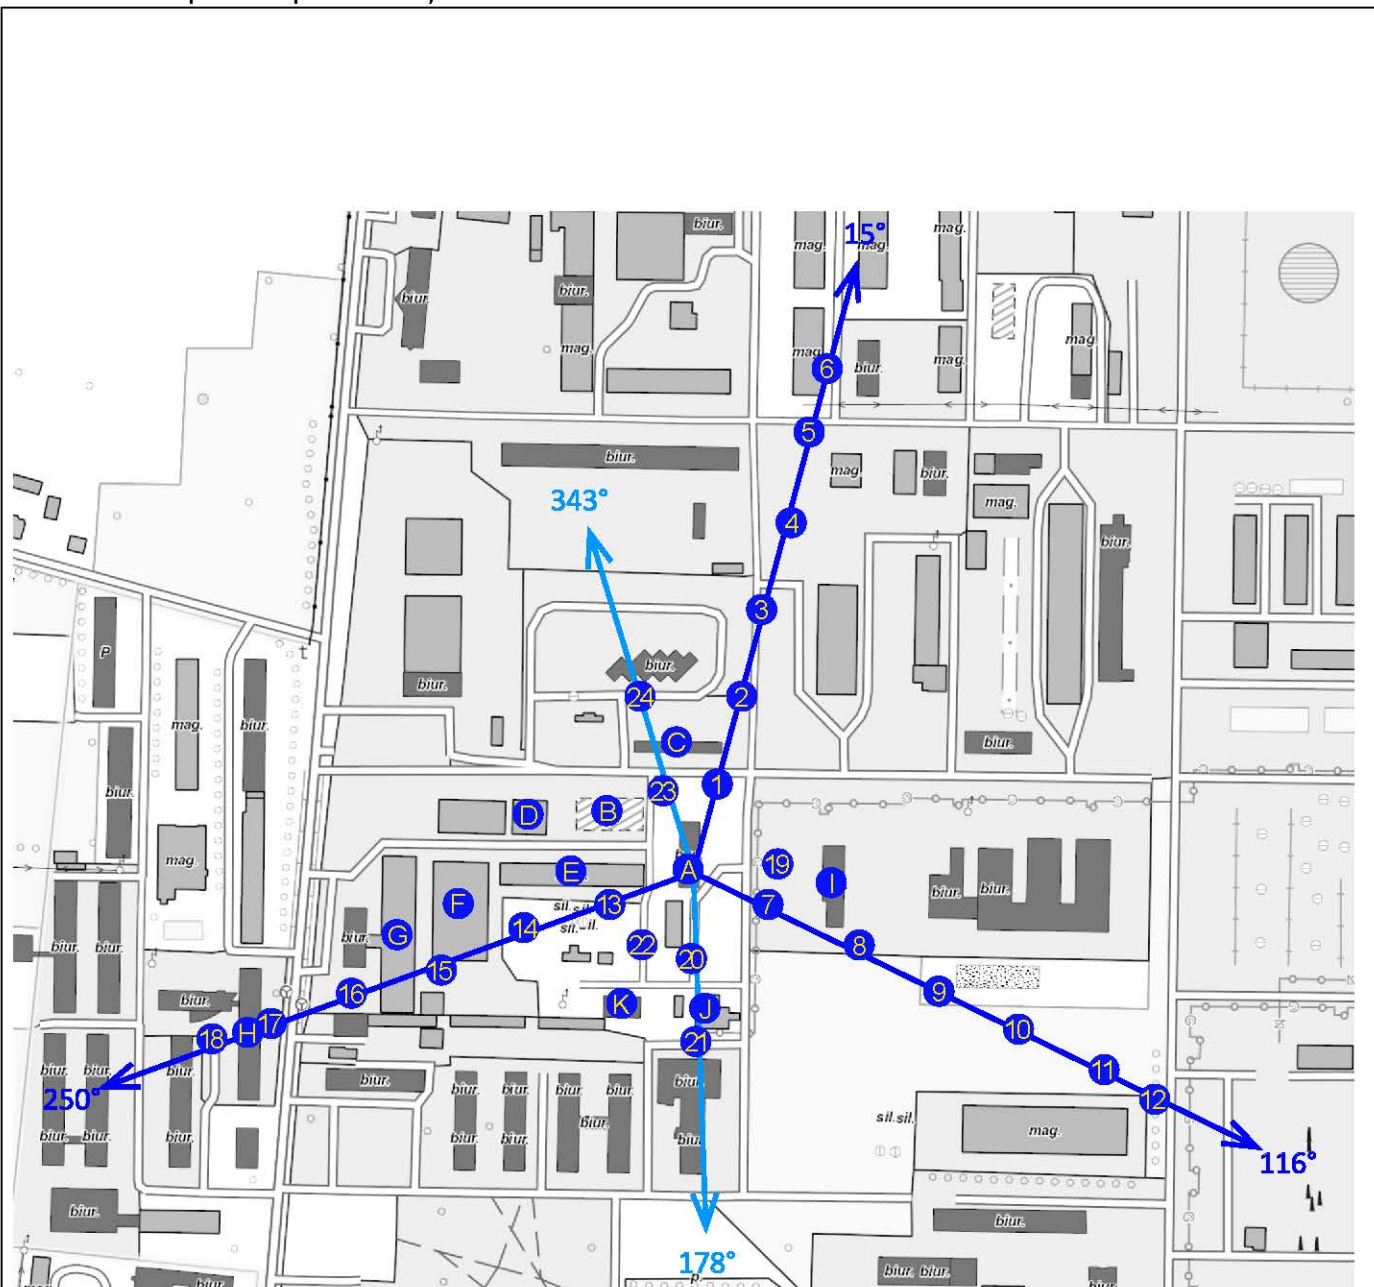 biur.
mag.
15°
mag.
mag.
biur.
biur.
mag.
mag.
biur.
mag.
mag.
6
5
biur.
mag.
biur.
343°
mag.
4
biur.
3
P
biur.
biur.
24
2
mag.
biur.
C
biur.
1
23
biur.
D
B
mag.
A
19
E
I
biur.
biur.
F
13
7
sil.
14
biur.
G
22
8
biur.
biur.
20
15
16
9
biur.
K
J
17
H
18
10
21
biur.
biur.
11
biur.
biur.
biur.
biur.
biur.
250°
12
sil.sil.
mag.
biur.
biur.
biur.
biur.
biur.
biur.
biur.
116°
biur.
biur.
178°
biur.
biur.
p.
biur.
biur.